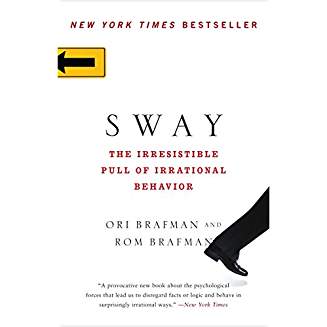 NEW YORK TIMES BESTSELLER
SWAY
THE IRRESISTIBLE
PULL OF IRRATIONAL
BEHAVIOR
ORI BRAFMAN AND
ROM BRAFMAN
"A provocative new book about the psychological
forces that lead us to disregard facts or logic and behave in
surprisingly irrational ways." —New York Times